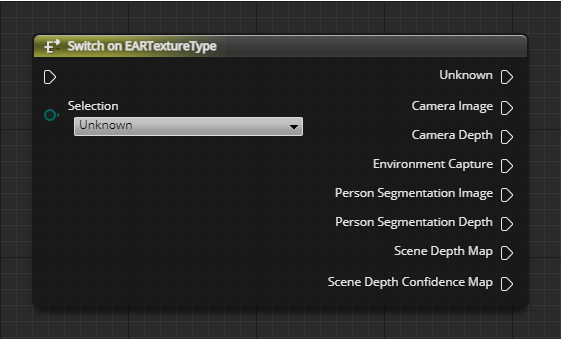 Switch on EARTextureType
Unknown
Selection
Unknown
Camera Image
Camera Depth
Environment Capture
Person Segmentation Image
Person Segmentation Depth
Scene Depth Map
Scene Depth Confidence Map